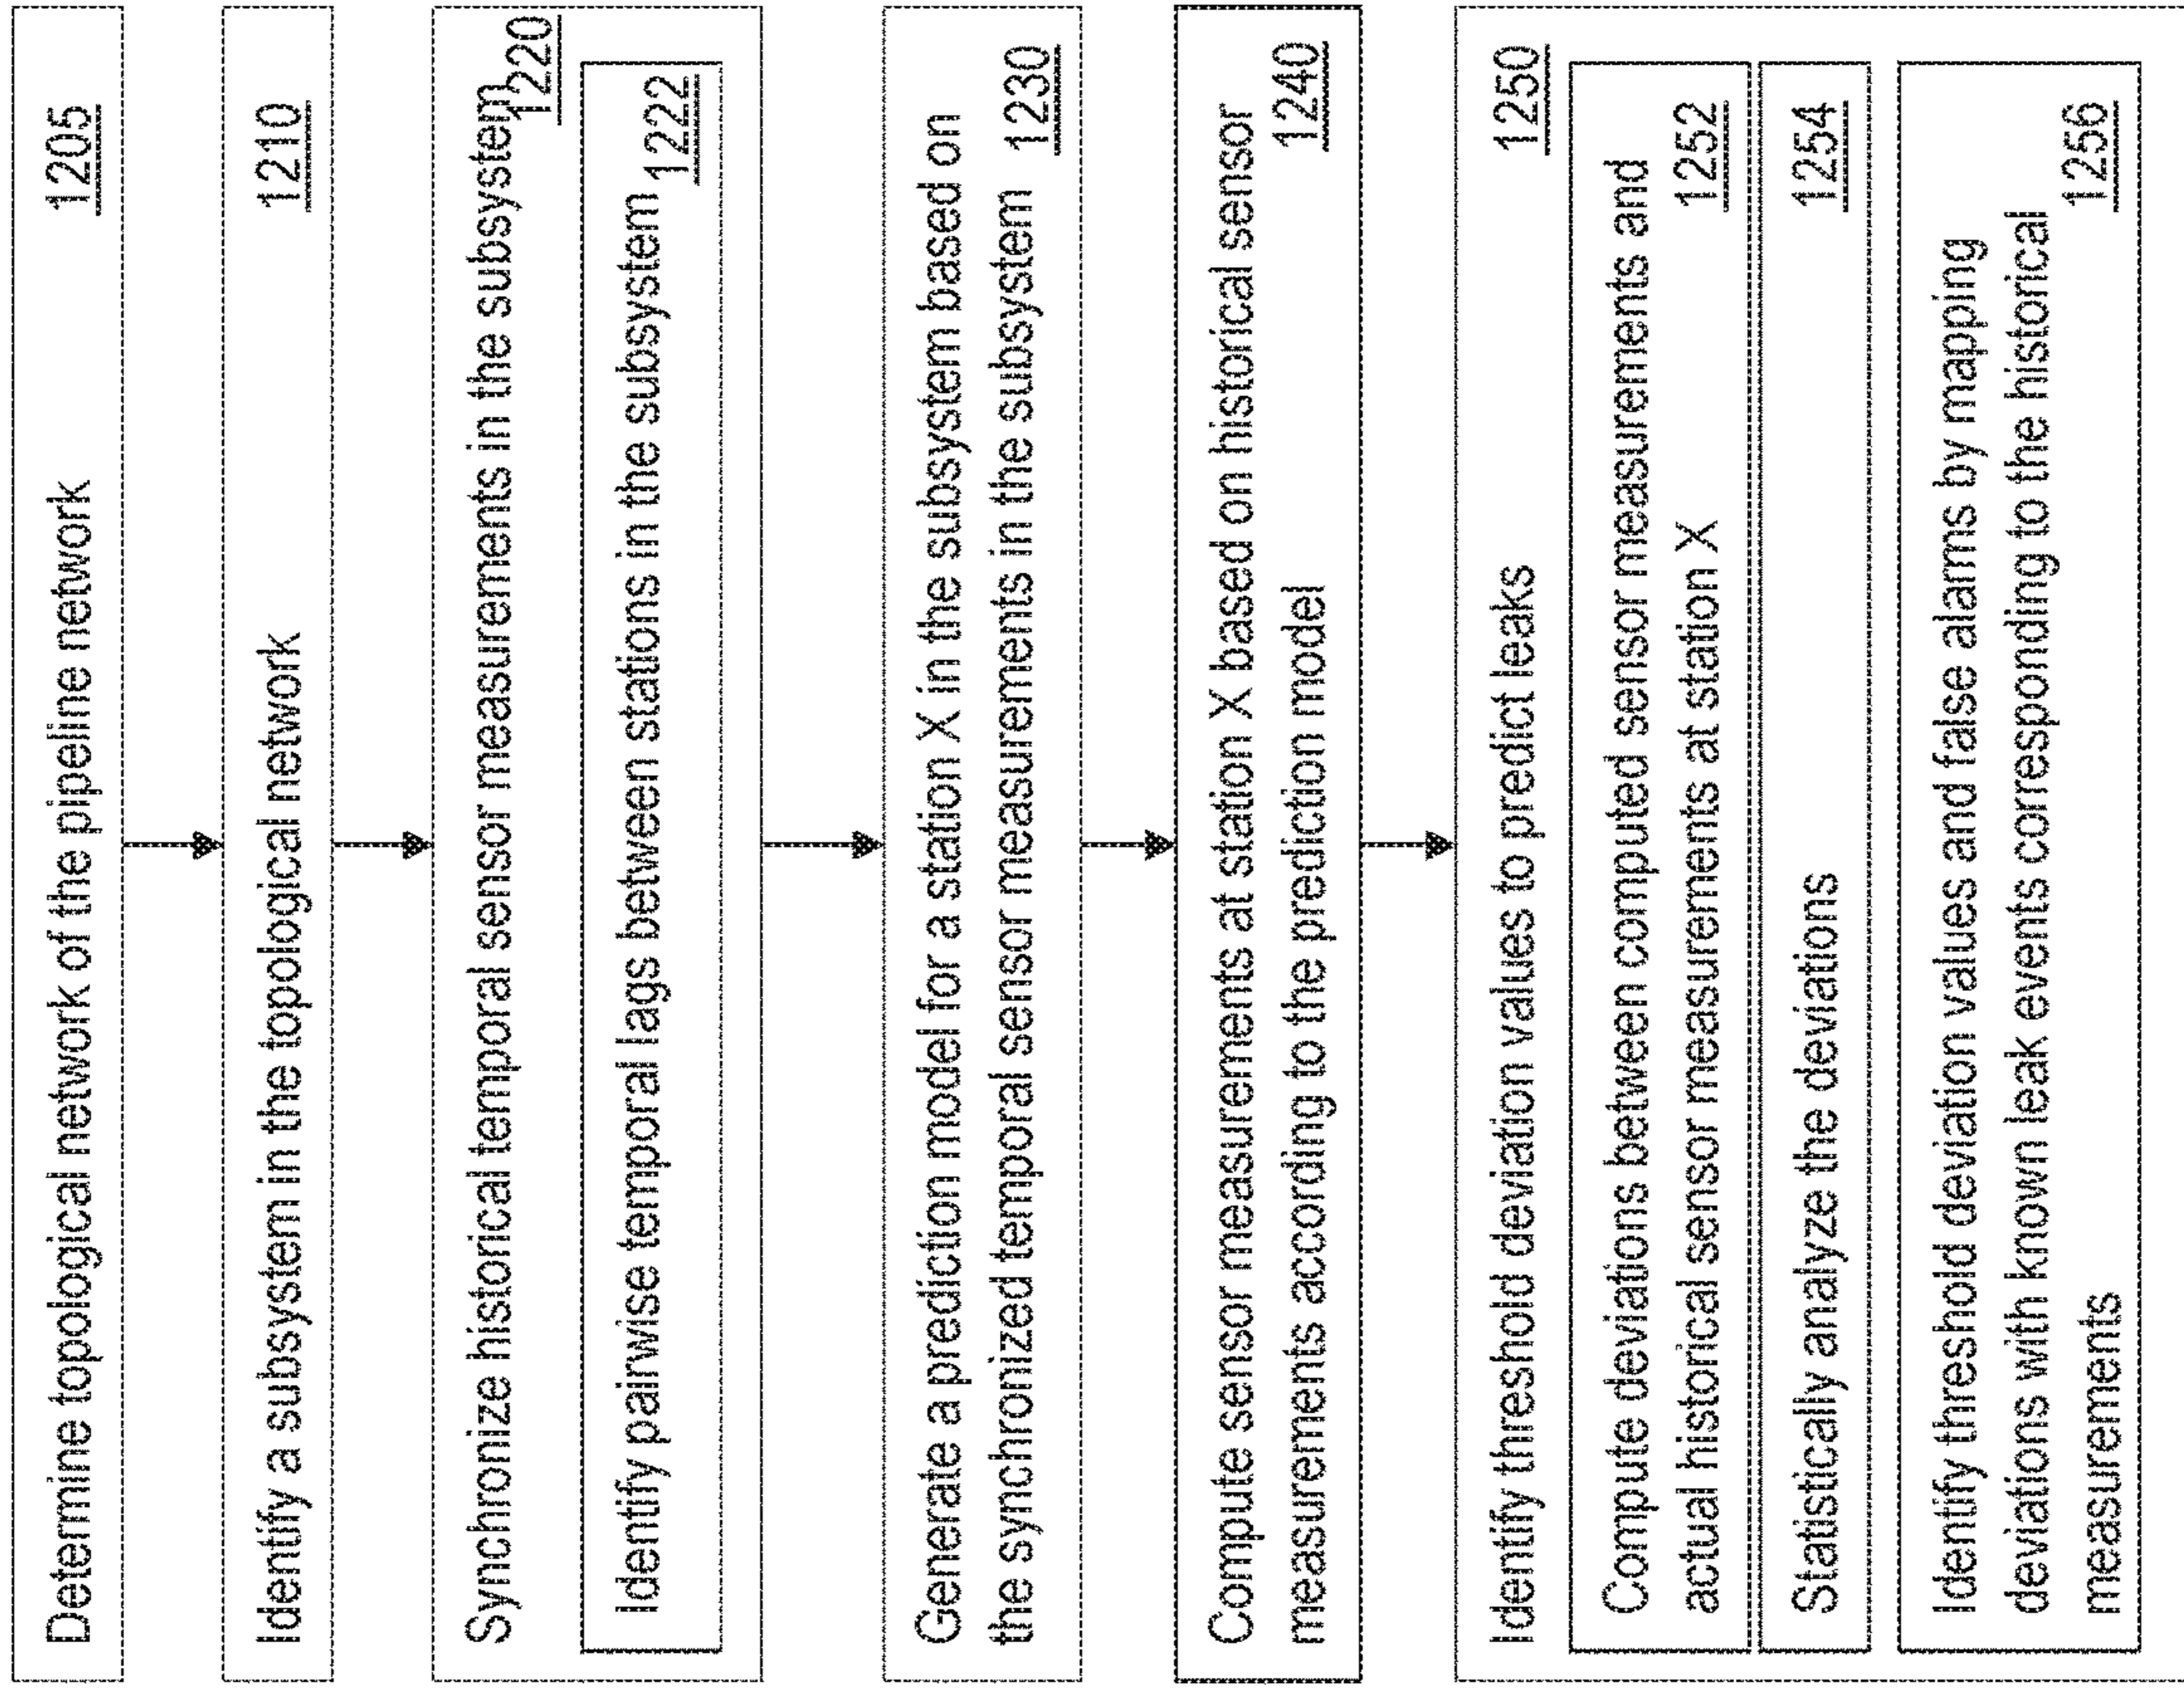 Determine topological network of the pipeline network 1205
Identify a subsystem in the topological network 1210
Synchronize historical temporal sensor measurements in the subsystem
1220
Identify pairwise temporal lags between stations in the subsystem 1222
Generate a prediction model for a station X in the subsystem based on
the synchronized temporal sensor measurements in the subsystem 1230
Compute sensor measurements at station X based on historical sensor
measurements according to the prediction model 1240
Identify threshold deviation values to predict leaks 1250
Compute deviations between computed sensor measurements and
actual historical sensor measurements at station X 1252
Statistically analyze the deviations 1254
Identify threshold deviation values and false alarms by mapping
deviations with known leak events corresponding to the historical
measurements 1256